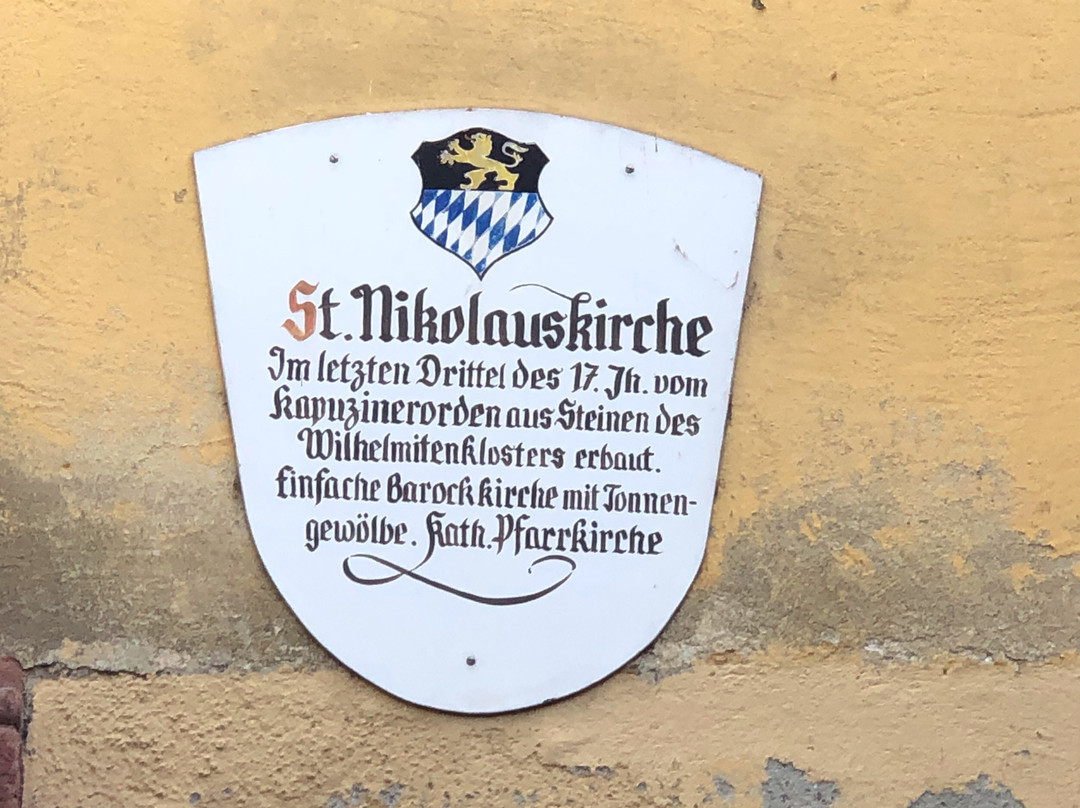 St. Nikolauskirche
Im letzten Drittel des 17. Jh. vom
Kapuzinerorden aus Steinen des
Wilhelmitenklosters erbaut.
Einfache Barockkirche mit Tonnen-
gewölbe. Kath. Pfarrkirche